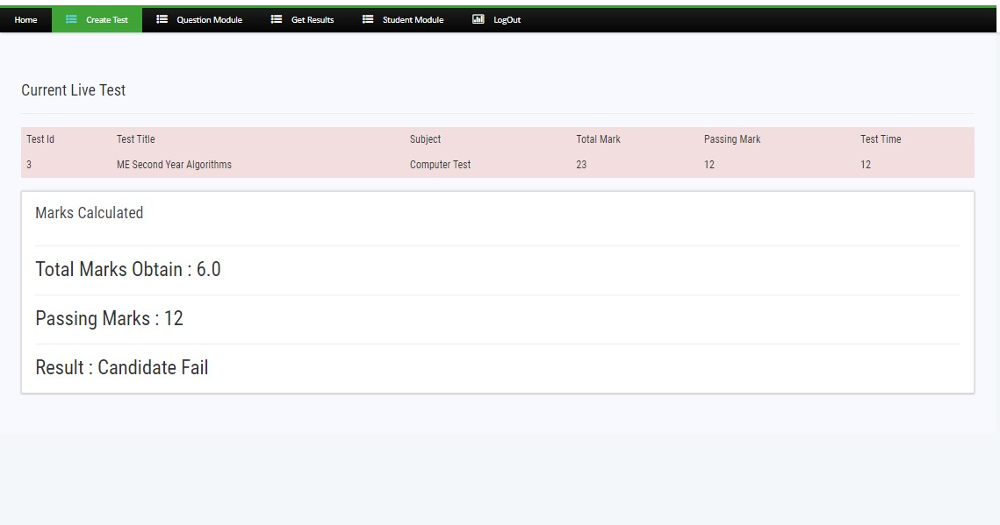 Home Create Test Question Module Get Results Student Module LogOut
Current Live Test
Test Id Test Title Subject Total Mark Passing Mark Test Time
3 ME Second Year Algorithms Computer Test 23 12 12
Marks Calculated
Total Marks Obtain : 6.0
Passing Marks : 12
Result : Candidate Fail